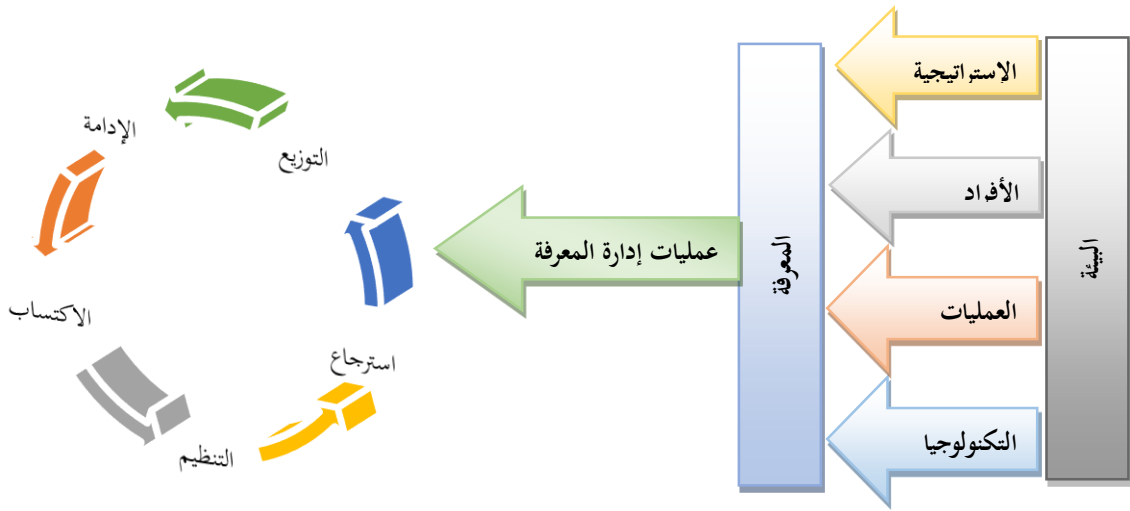 البيئة
الإستراتيجية
الأفراد
العمليات
التكنولوجيا
المعرفة
عمليات إدارة المعرفة
التوزيع
الإدامة
الاكتساب
التنظيم
استرجاع